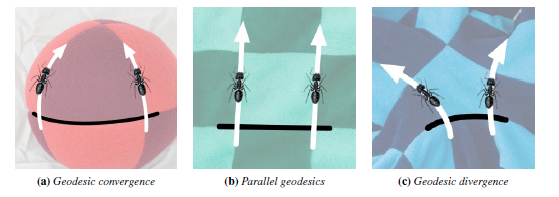 (a) Geodesic convergence
(b) Parallel geodesics
(c) Geodesic divergence